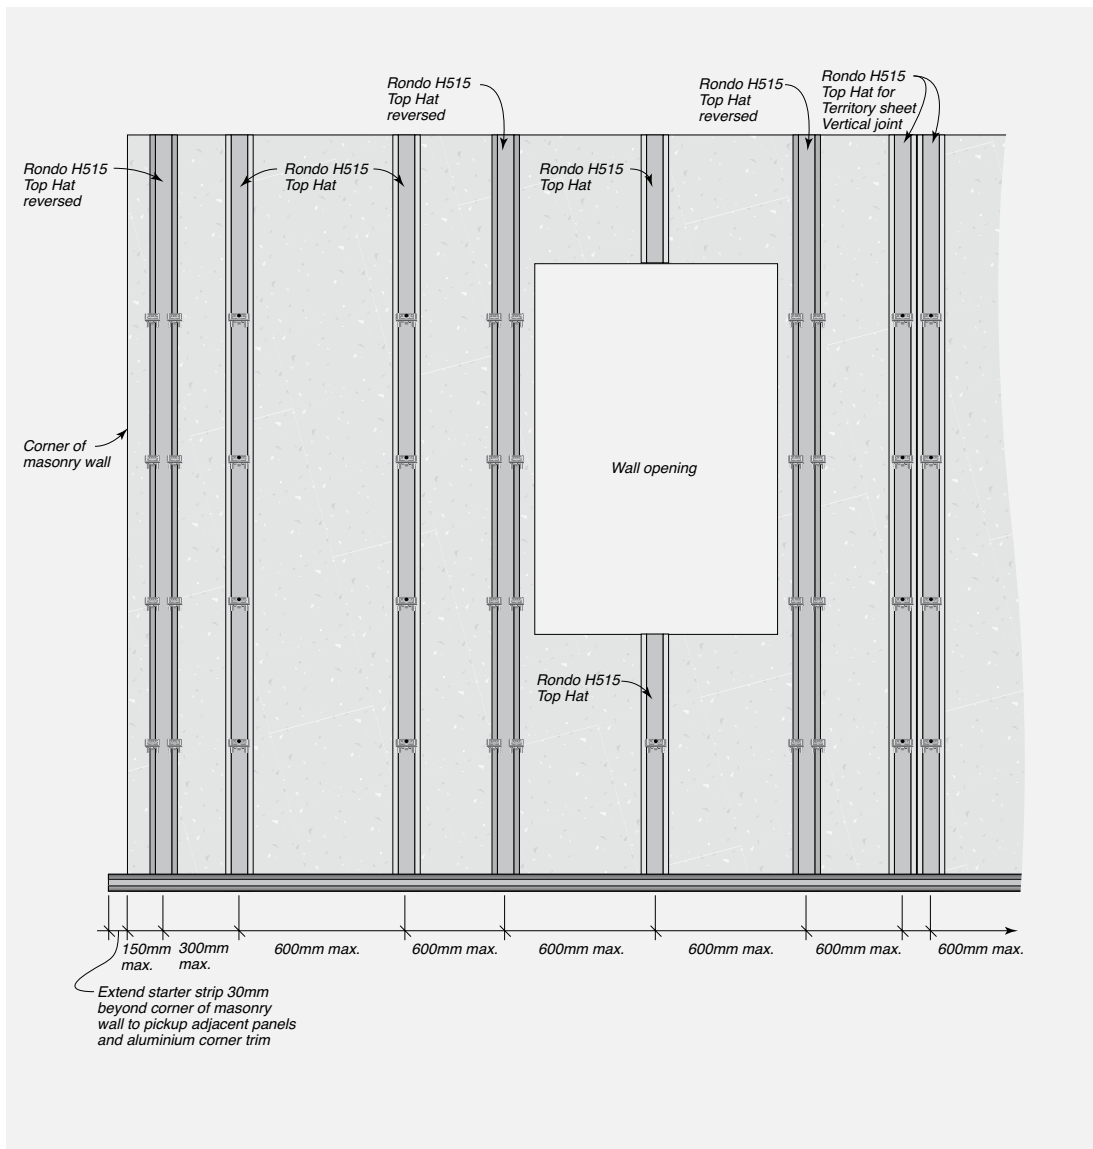 Rondo H515
Top Hat
reversed
Rondo H515
Top Hat
reversed
Rondo H515
Top Hat for
Territory sheet
Vertical joint
Rondo H515
Top Hat
reversed
Rondo H515
Top Hat
Rondo H515
Top Hat
Corner of
masonry wall
Wall opening
Rondo H515
Top Hat
150mm
max.
300mm
max.
600mm max.
600mm max.
600mm max.
600mm max.
600mm max.
600mm max.
Extend starter strip 30mm
beyond corner of masonry
wall to pickup adjacent panels
and aluminium corner trim